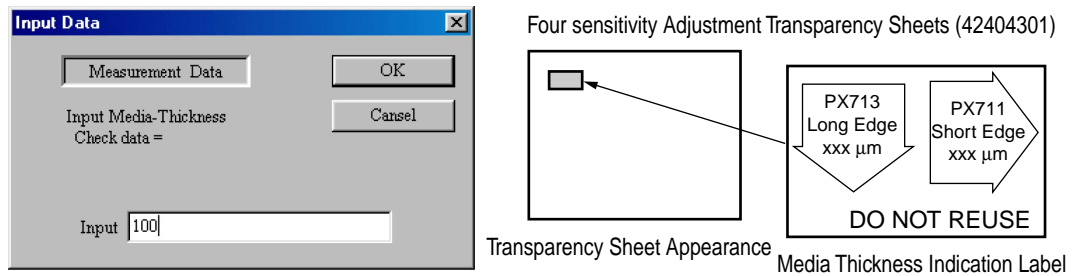 Input Data
Measurement Data
OK
Input Media-Thickness
Check data =
Cansel
Input 100
Four sensitivity Adjustment Transparency Sheets (42404301)
PX713
Long Edge
xxx μm
PX711
Short Edge
xxx μm
DO NOT REUSE
Transparency Sheet Appearance
Media Thickness Indication Label